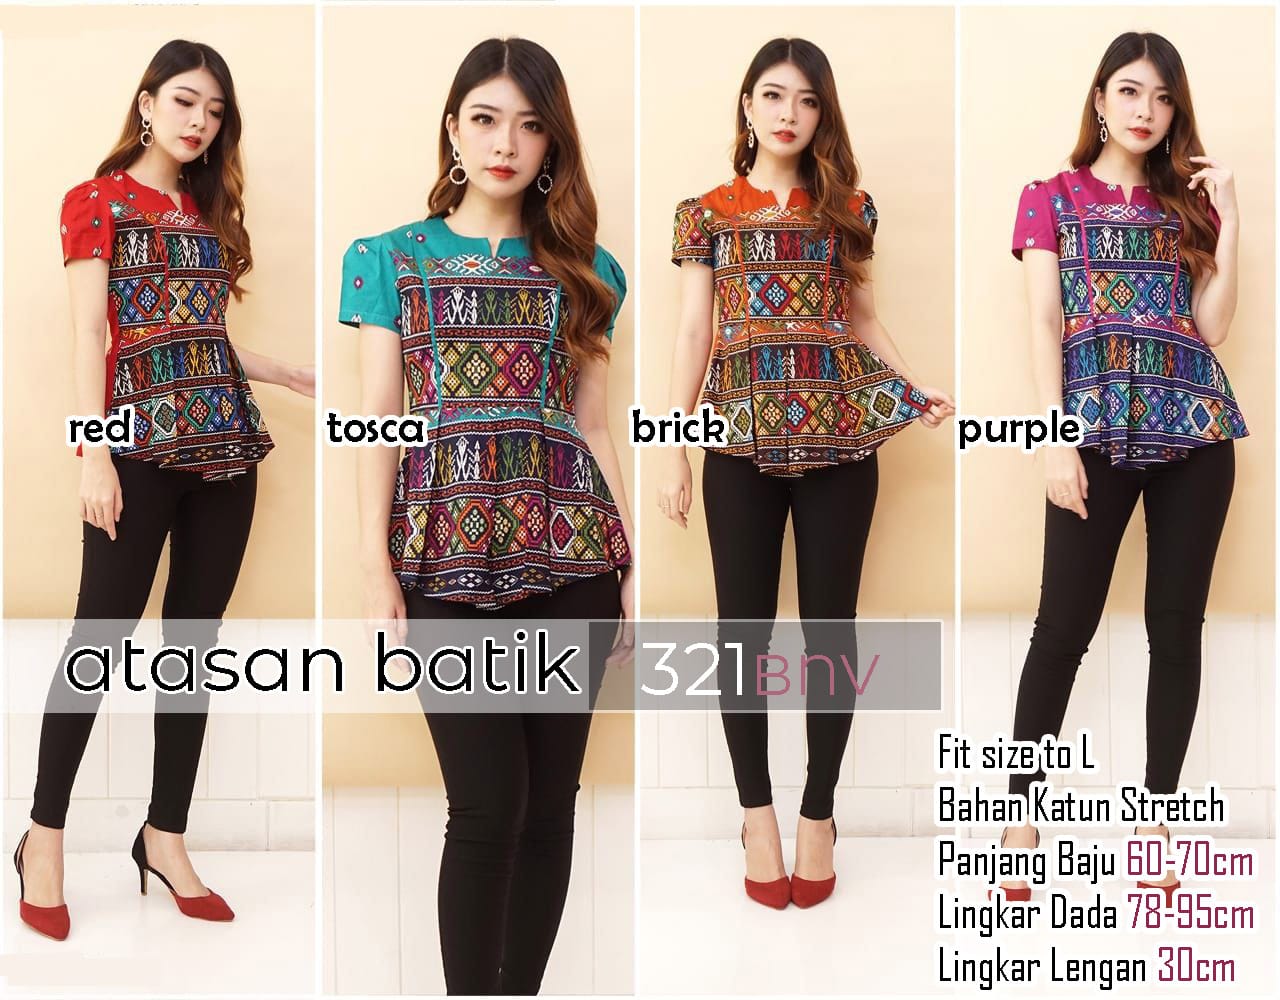 red
tosca
brick
purple
atasan batik 321BNV
Fit size to L
Bahan Katun Stretch
Panjang Baju 60-70cm
Lingkar Dada 78-95cm
Lingkar Lengan 30cm